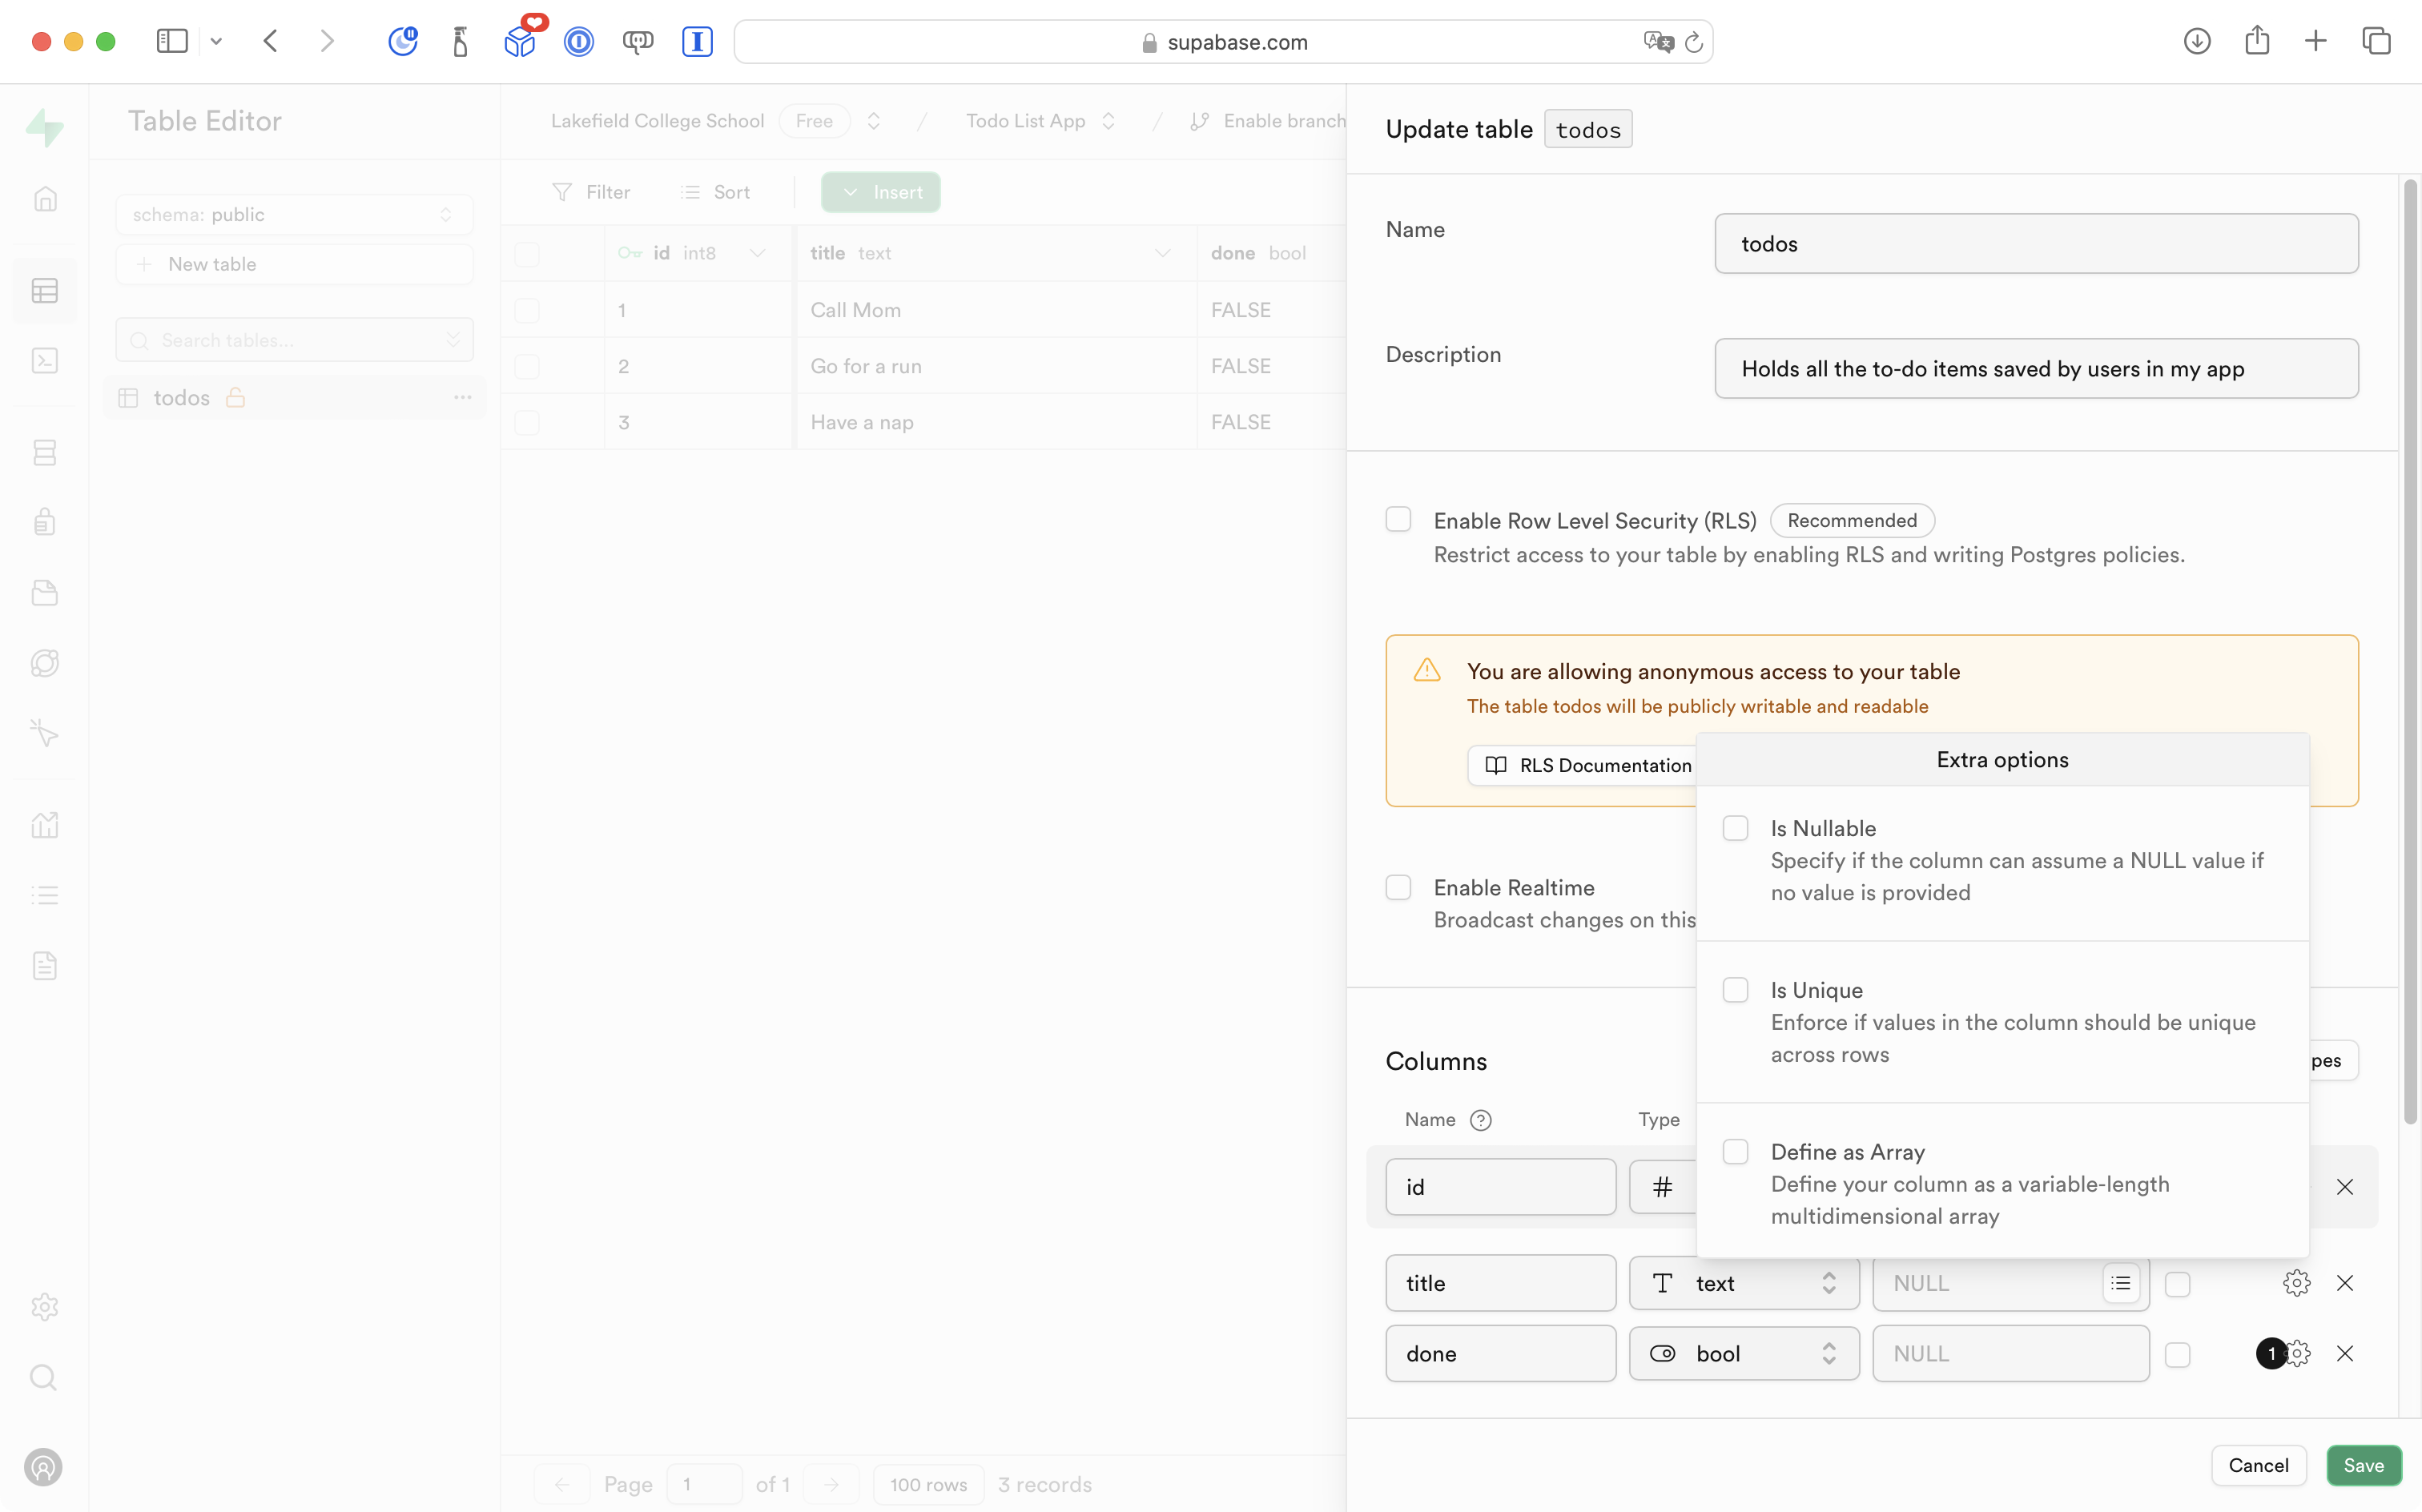 supabase.com
Table Editor
Lakefield College School Free / Todo List App / Enable branch
Filter Sort Insert
schema: public
New table
Search tables...
todos
id int8 title text done bool
1 Call Mom FALSE
2 Go for a run FALSE
3 Have a nap FALSE
Page 1 of 1 100 rows 3 records
Update table todos
Name todos
Description Holds all the to-do items saved by users in my app
Enable Row Level Security (RLS) Recommended
Restrict access to your table by enabling RLS and writing Postgres policies.
You are allowing anonymous access to your table
The table todos will be publicly writable and readable
RLS Documentation
Extra options
Is Nullable
Specify if the column can assume a NULL value if
no value is provided
Enable Realtime
Broadcast changes on this
Is Unique
Enforce if values in the column should be unique
across rows
Columns
pes
Name Type
Define as Array
Define your column as a variable-length
multidimensional array
id #
title text NULL
done bool NULL 1
Cancel Save